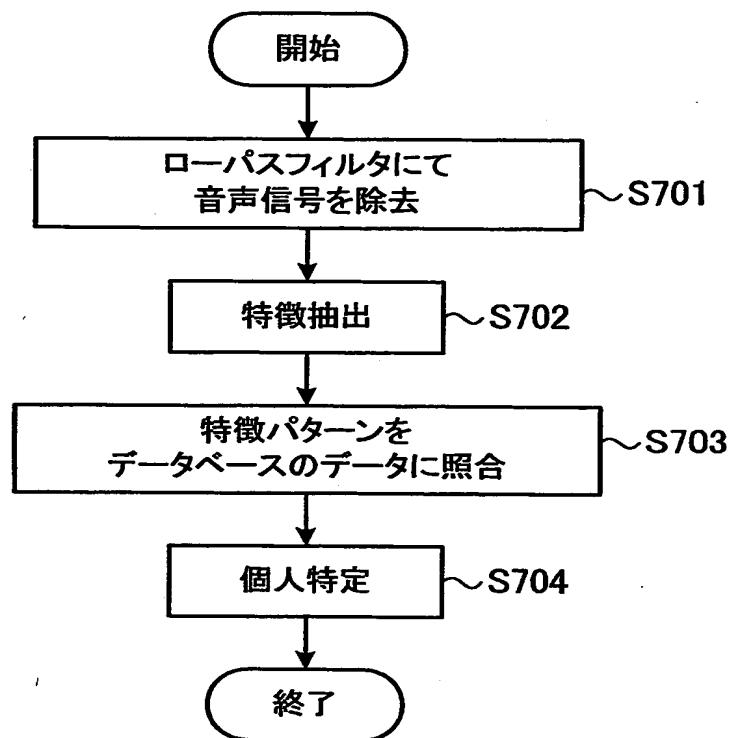 開始
ローパスフィルタにて
音声信号を除去
S701
特徴抽出
S702
特徴パターンを
データベースのデータに照合
S703
個人特定
S704
終了